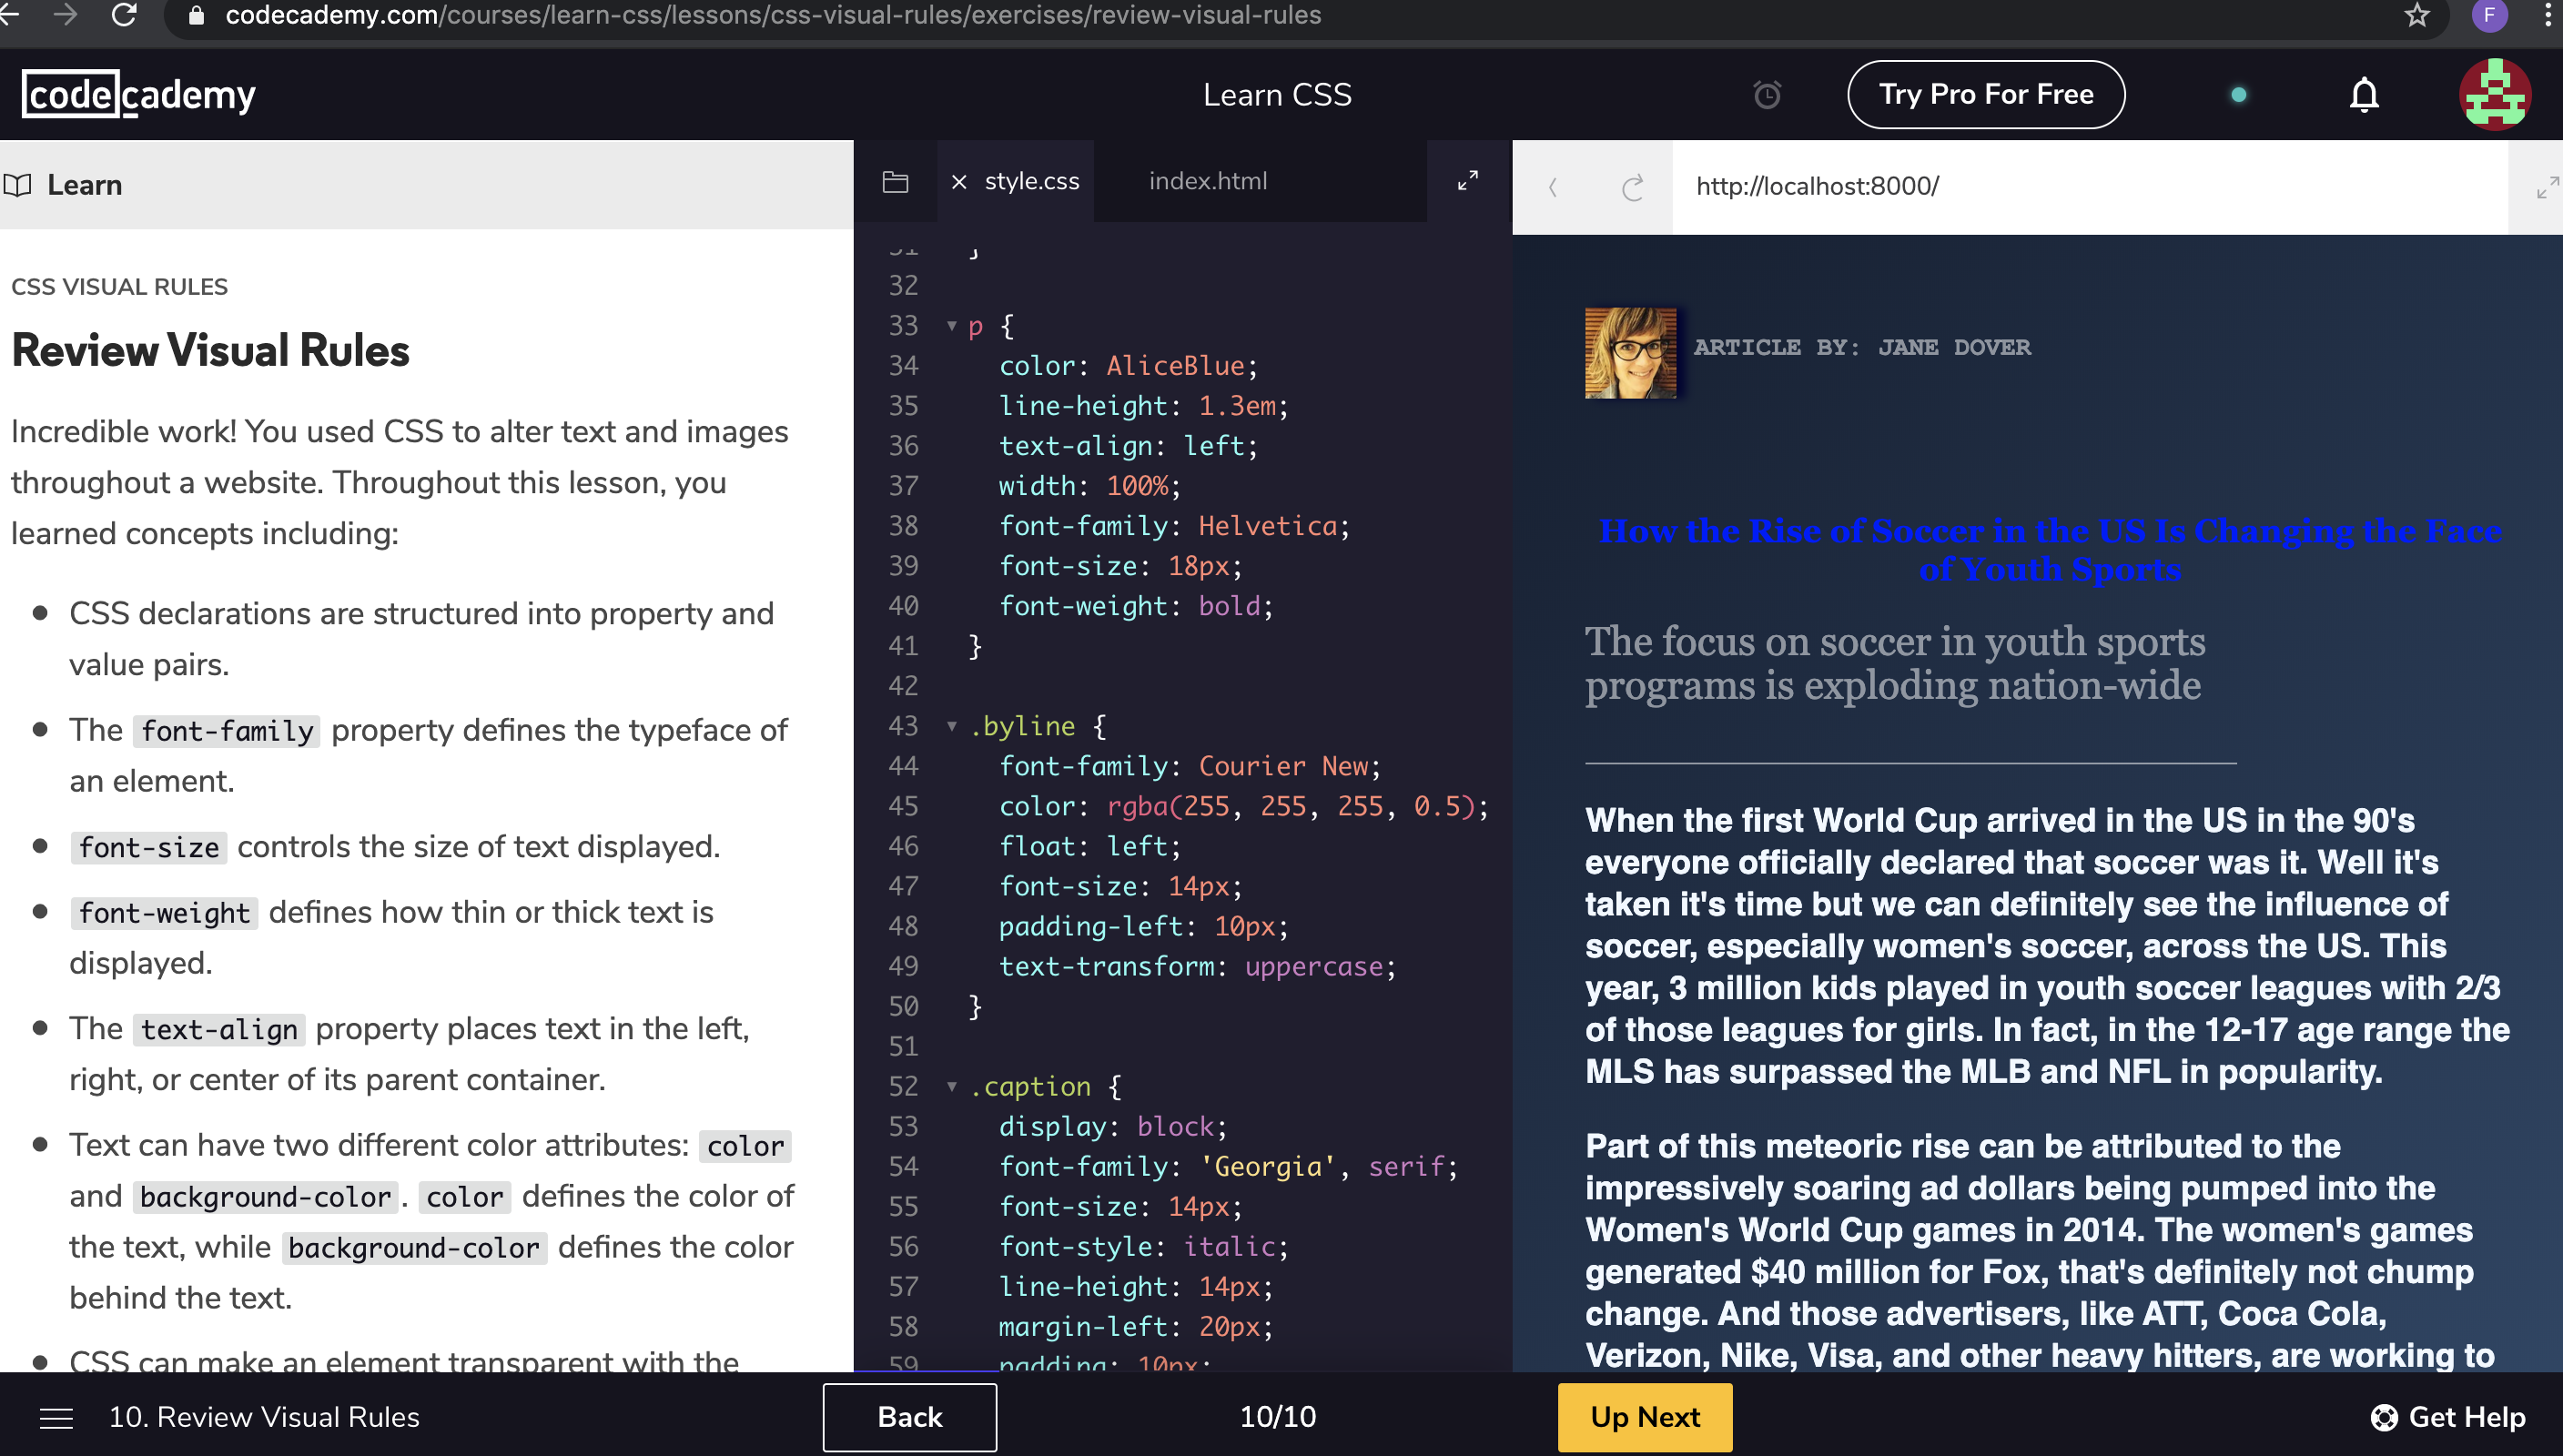 codecademy.com/courses/learn-css/lessons/css-visual-rules/exercises/review-visual-rules
F
codecademy
Learn CSS
Try Pro For Free
Learn
style.css
index.html
http://localhost:8000/
CSS VISUAL RULES
Review Visual Rules
Incredible work! You used CSS to alter text and images
throughout a website. Throughout this lesson, you
learned concepts including:
CSS declarations are structured into property and
value pairs.
The font-family property defines the typeface of
an element.
font-size controls the size of text displayed.
font-weight defines how thin or thick text is
displayed.
The text-align property places text in the left,
right, or center of its parent container.
Text can have two different color attributes: color
and background-color. color defines the color of
the text, while background-color defines the color
behind the text.
CSS can make an element transparent with the
31 }
32
33 p {
34 color: AliceBlue;
35 line-height: 1.3em;
36 text-align: left;
37 width: 100%;
38 font-family: Helvetica;
39 font-size: 18px;
40 font-weight: bold;
41 }
42
43 .byline {
44 font-family: Courier New;
45 color: rgba(255, 255, 255, 0.5);
46 float: left;
47 font-size: 14px;
48 padding-left: 10px;
49 text-transform: uppercase;
50 }
51
52 .caption {
53 display: block;
54 font-family: 'Georgia', serif;
55 font-size: 14px;
56 font-style: italic;
57 line-height: 14px;
58 margin-left: 20px;
59 padding: 10px;
ARTICLE BY: JANE DOVER
How the Rise of Soccer in the US Is Changing the Face
of Youth Sports
The focus on soccer in youth sports
programs is exploding nation-wide
When the first World Cup arrived in the US in the 90's
everyone officially declared that soccer was it. Well it's
taken it's time but we can definitely see the influence of
soccer, especially women's soccer, across the US. This
year, 3 million kids played in youth soccer leagues with 2/3
of those leagues for girls. In fact, in the 12-17 age range the
MLS has surpassed the MLB and NFL in popularity.
Part of this meteoric rise can be attributed to the
impressively soaring ad dollars being pumped into the
Women's World Cup games in 2014. The women's games
generated $40 million for Fox, that's definitely not chump
change. And those advertisers, like ATT, Coca Cola,
Verizon, Nike, Visa, and other heavy hitters, are working to
10. Review Visual Rules
Back
10/10
Up Next
Get Help